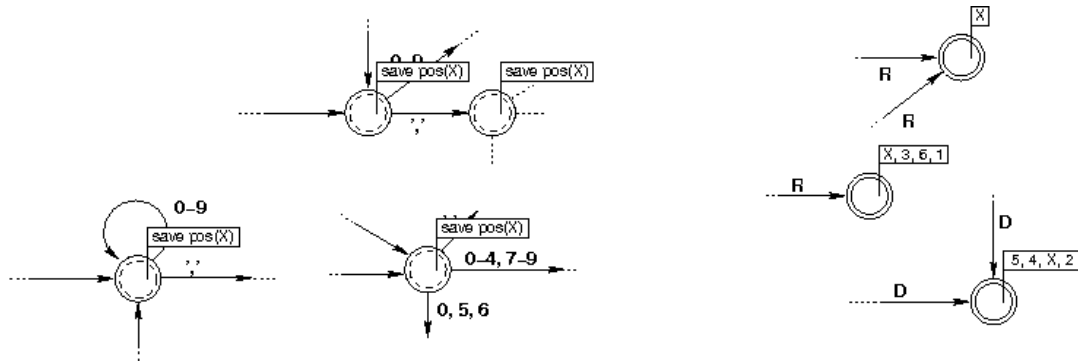 X
0–9
save pos(X)
save pos(X)
R
','
R
X, 3, 6, 1
R
0–9
save pos(X)
save pos(X)
D
','
0–4, 7–9
5, 4, X, 2
D
0, 5, 6